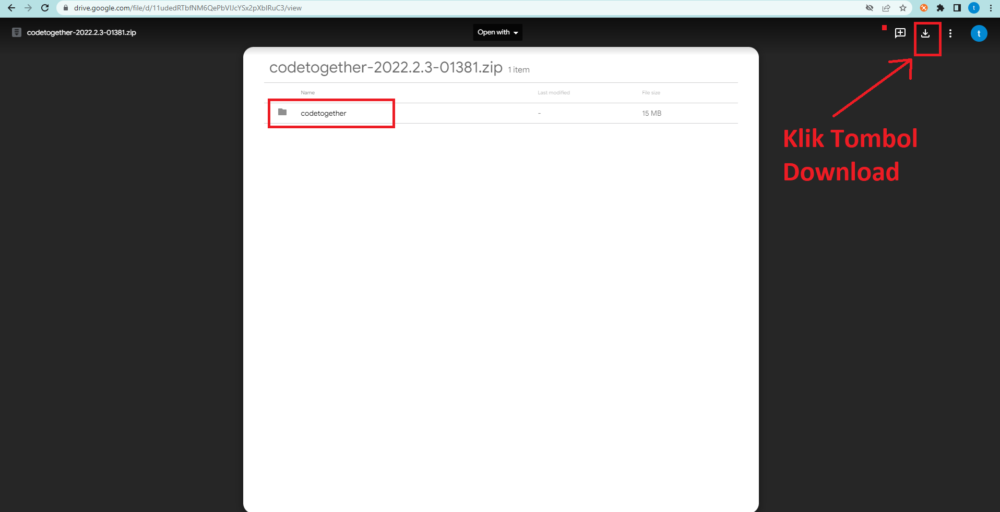 drive.google.com/file/d/11udedRTbfNM6QePbVIJcYSx2pXbIRuC3/view
t
codetogether-2022.2.3-01381.zip
Open with
t
codetogether-2022.2.3-01381.zip 1 item
Name Last modified File size
codetogether - 15 MB
Klik Tombol
Download